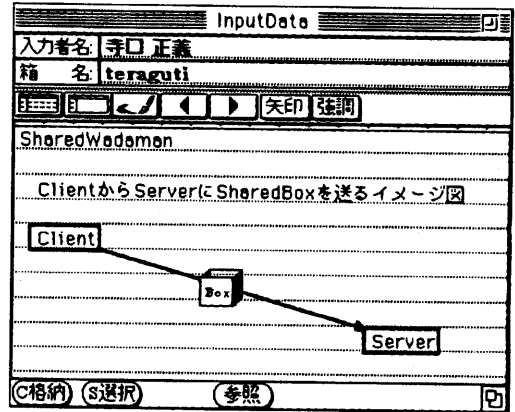 InputData
入力者名: 寺口 正義
箱 名: teraguti
矢印 強調
SharedWadaman
ClientからServerにSharedBoxを送るイメージ図
Client
Box
Server
C格納 S選択 参照